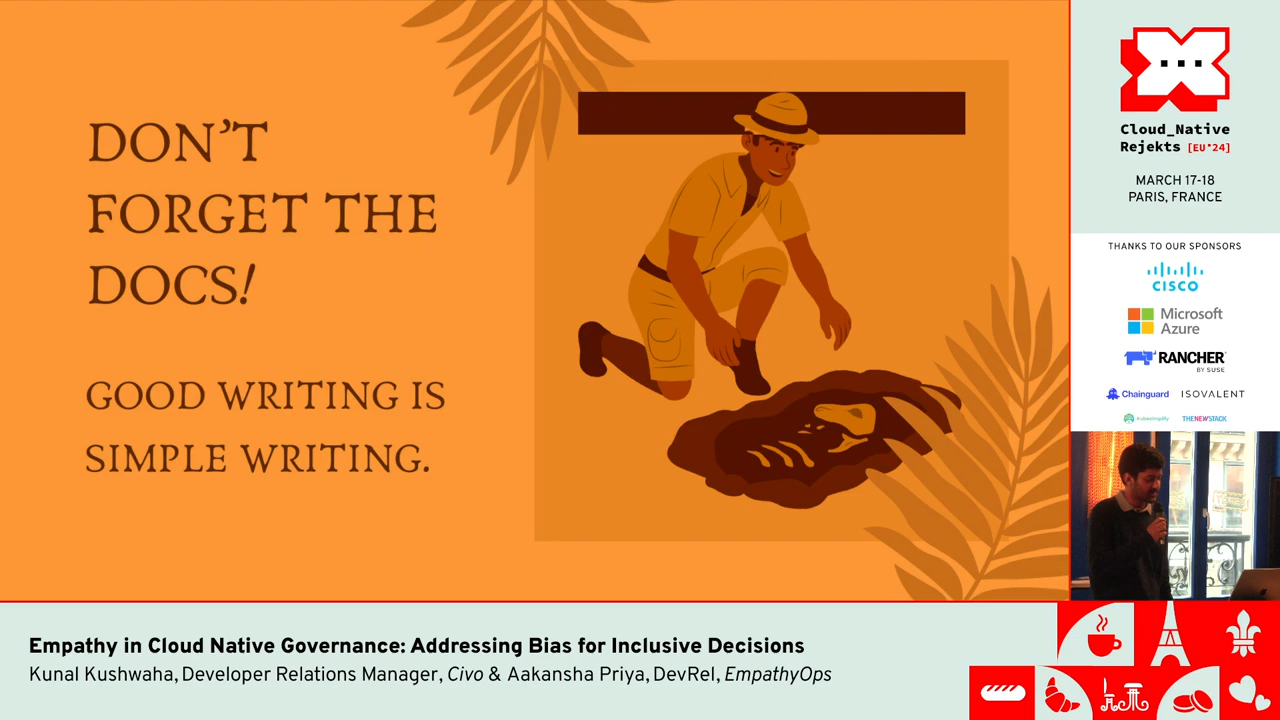 DON'T
FORGET THE
DOCS!
GOOD WRITING IS
SIMPLE WRITING.
Cloud_Native
Rejekts [EU'24]
MARCH 17-18
PARIS, FRANCE
THANKS TO OUR SPONSORS
CISCO
Microsoft
Azure
RANCHER
BY SUSE
Chainguard ISOVALENT
Kubesimplify THENEWSTACK
Empathy in Cloud Native Governance: Addressing Bias for Inclusive Decisions
Kunal Kushwaha, Developer Relations Manager, Civo & Aakansha Priya, DevRel, EmpathyOps